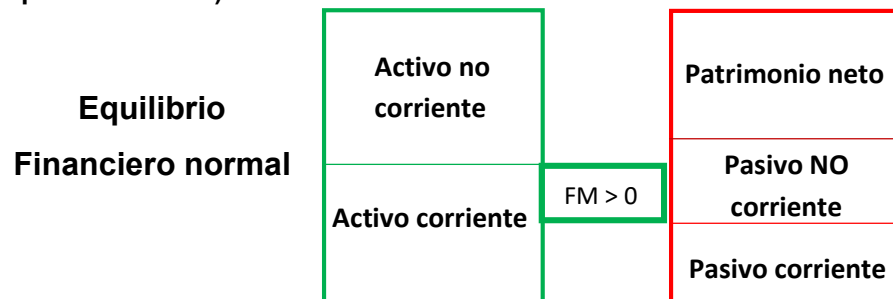 Equilibrio
Financiero normal
Activo no
corriente
Activo corriente
FM > 0
Patrimonio neto
Pasivo NO
corriente
Pasivo corriente